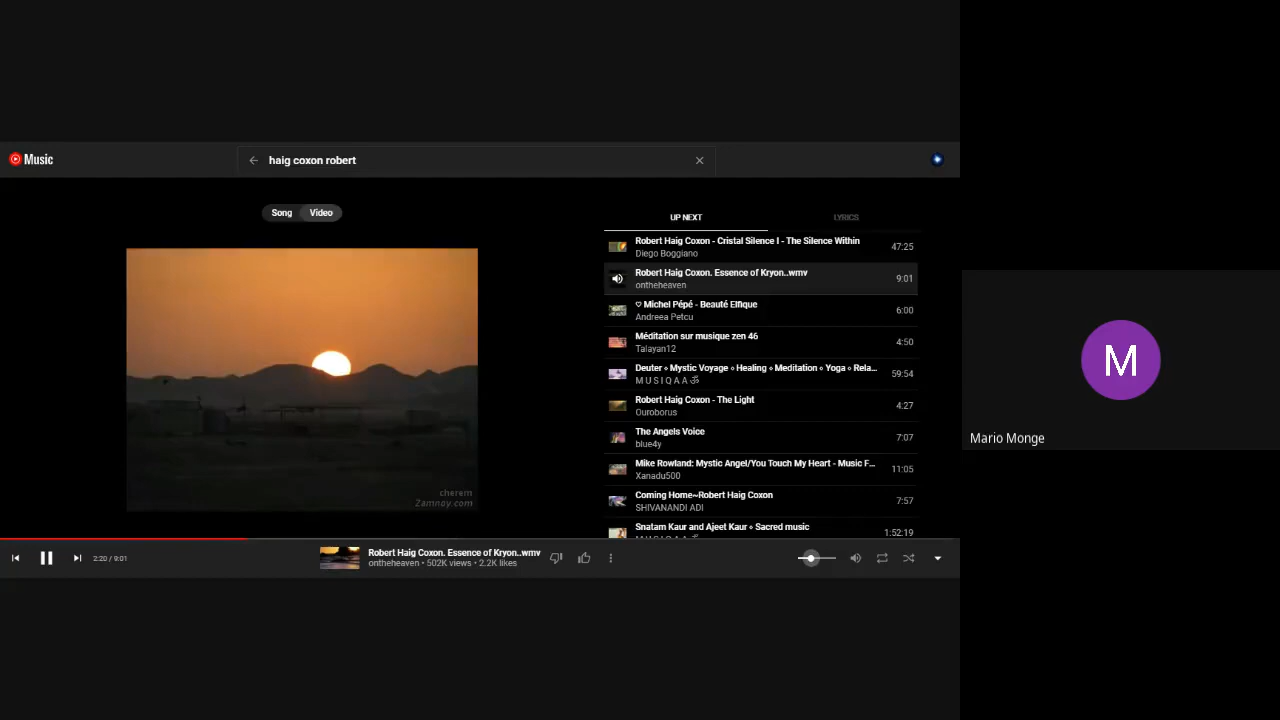 Music
haig coxon robert
Song
Video
UP NEXT
LYRICS
Robert Haig Coxon - Cristal Silence I - The Silence Within
Diego Boggiano
47:25
Robert Haig Coxon. Essence of Kryon..wmv
ontheheaven
9:01
♡ Michel Pépé - Beauté Elfique
Andreea Petcu
6:00
Méditation sur musique zen 46
Talayan12
4:50
Deuter ⋄ Mystic Voyage ⋄ Healing ⋄ Meditation ⋄ Yoga ⋄ Rela...
M U S I Q A A ॐ
59:54
Robert Haig Coxon - The Light
Ouroborus
4:27
The Angels Voice
blue4y
7:07
Mike Rowland: Mystic Angel/You Touch My Heart - Music F...
Xanadu500
11:05
Coming Home~Robert Haig Coxon
SHIVANANDI ADI
7:57
Snatam Kaur and Ajeet Kaur ⋄ Sacred music
1:52:19
charam
Zamnoy.com
2:20 / 9:01
Robert Haig Coxon. Essence of Kryon..wmv
ontheheaven • 502K views • 2.2K likes
M
Mario Monge